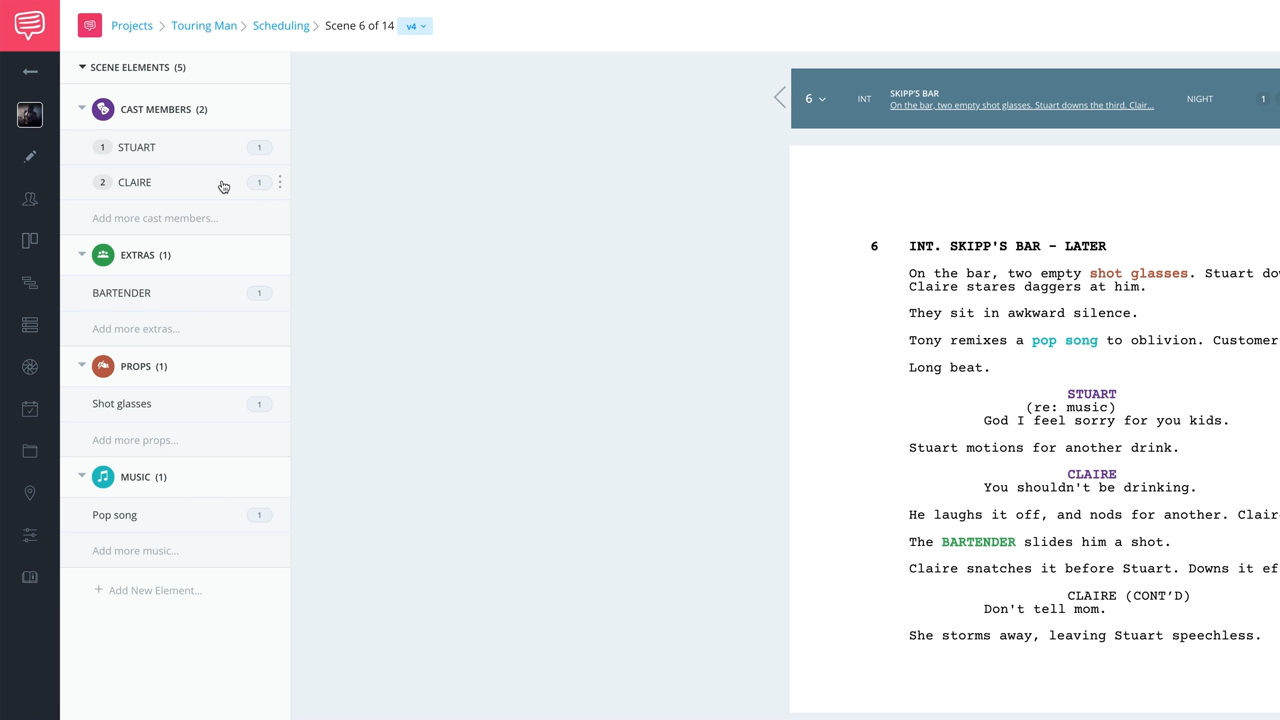 Projects > Touring Man > Scheduling > Scene 6 of 14 v4
SCENE ELEMENTS (5)
CAST MEMBERS (2)
1 STUART 1
2 CLAIRE 1
Add more cast members...
EXTRAS (1)
BARTENDER 1
Add more extras...
PROPS (1)
Shot glasses 1
Add more props...
MUSIC (1)
Pop song 1
Add more music...
+ Add New Element...
6 INT SKIPP'S BAR NIGHT 1
On the bar, two empty shot glasses. Stuart downs the third. Clair...
6 INT. SKIPP'S BAR - LATER
On the bar, two empty shot glasses. Stuart do
Claire stares daggers at him.
They sit in awkward silence.
Tony remixes a pop song to oblivion. Customer
Long beat.
STUART
(re: music)
God I feel sorry for you kids.
Stuart motions for another drink.
CLAIRE
You shouldn't be drinking.
He laughs it off, and nods for another. Clair
The BARTENDER slides him a shot.
Claire snatches it before Stuart. Downs it ef
CLAIRE (CONT'D)
Don't tell mom.
She storms away, leaving Stuart speechless.